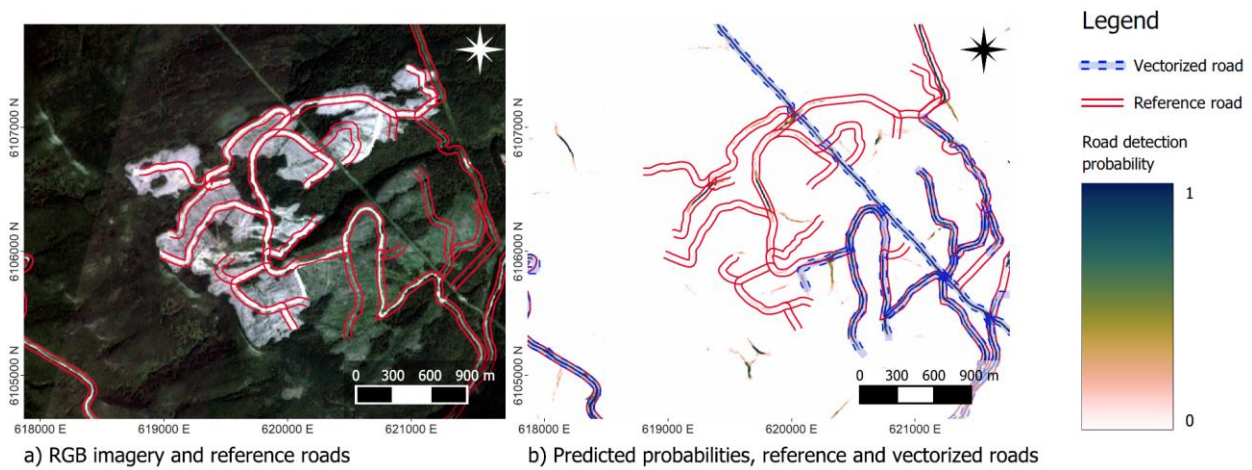 6107000 N
6106000 N
6105000 N
0 300 600 900 m
618000 E 619000 E 620000 E 621000 E
a) RGB imagery and reference roads
6107000 N
6106000 N
6105000 N
0 300 600 900 m
618000 E 619000 E 620000 E 621000 E
b) Predicted probabilities, reference and vectorized roads
Legend
Vectorized road
Reference road
Road detection
probability
1
0